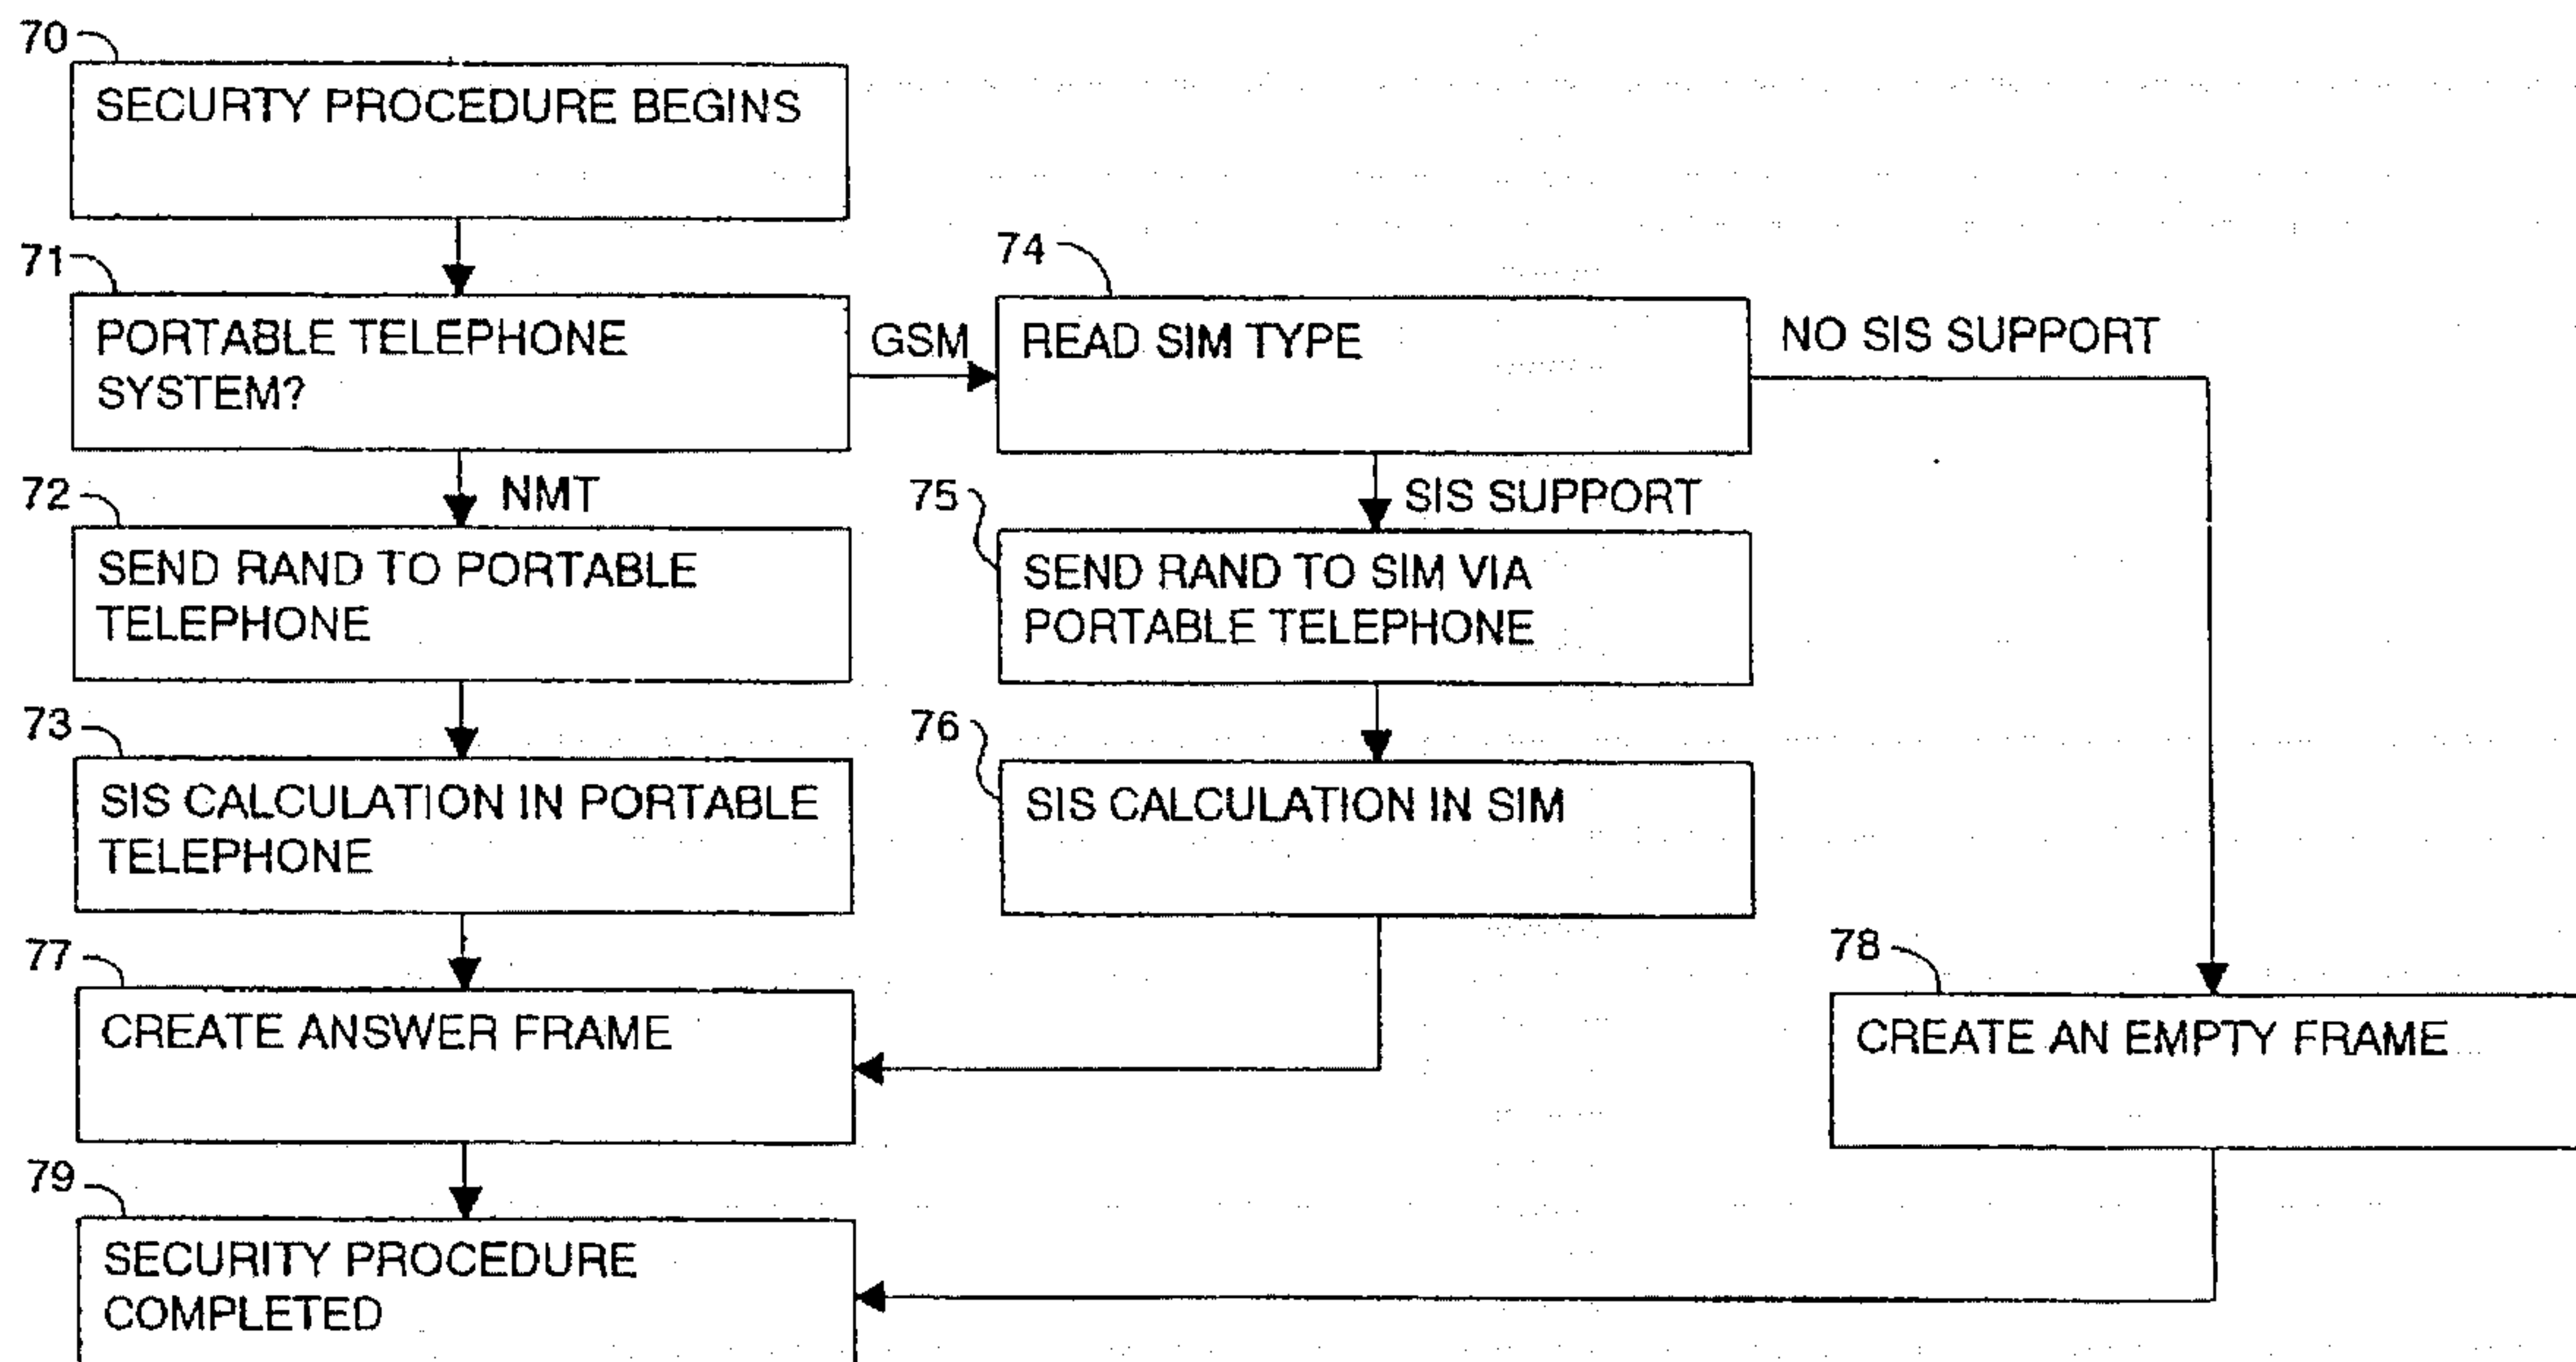 70
SECURTY PROCEDURE BEGINS
71
PORTABLE TELEPHONE
SYSTEM?
GSM
74
READ SIM TYPE
NO SIS SUPPORT
NMT
SIS SUPPORT
72
SEND RAND TO PORTABLE
TELEPHONE
75
SEND RAND TO SIM VIA
PORTABLE TELEPHONE
73
SIS CALCULATION IN PORTABLE
TELEPHONE
76
SIS CALCULATION IN SIM
77
CREATE ANSWER FRAME
78
CREATE AN EMPTY FRAME
79
SECURITY PROCEDURE
COMPLETED